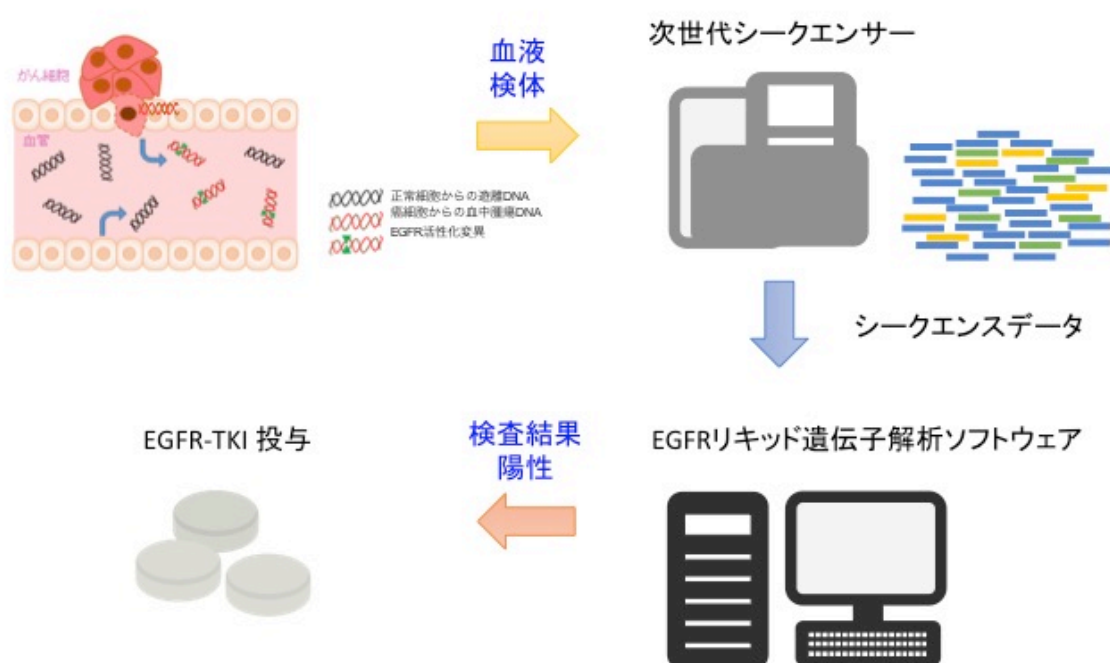 がん細胞
血管
正常細胞からの遊離DNA
癌細胞からの血中腫瘍DNA
EGFR活性化変異
血液
検体
次世代シークエンサー
シークエンスデータ
EGFRリキッド遺伝子解析ソフトウェア
検査結果
陽性
EGFR-TKI 投与